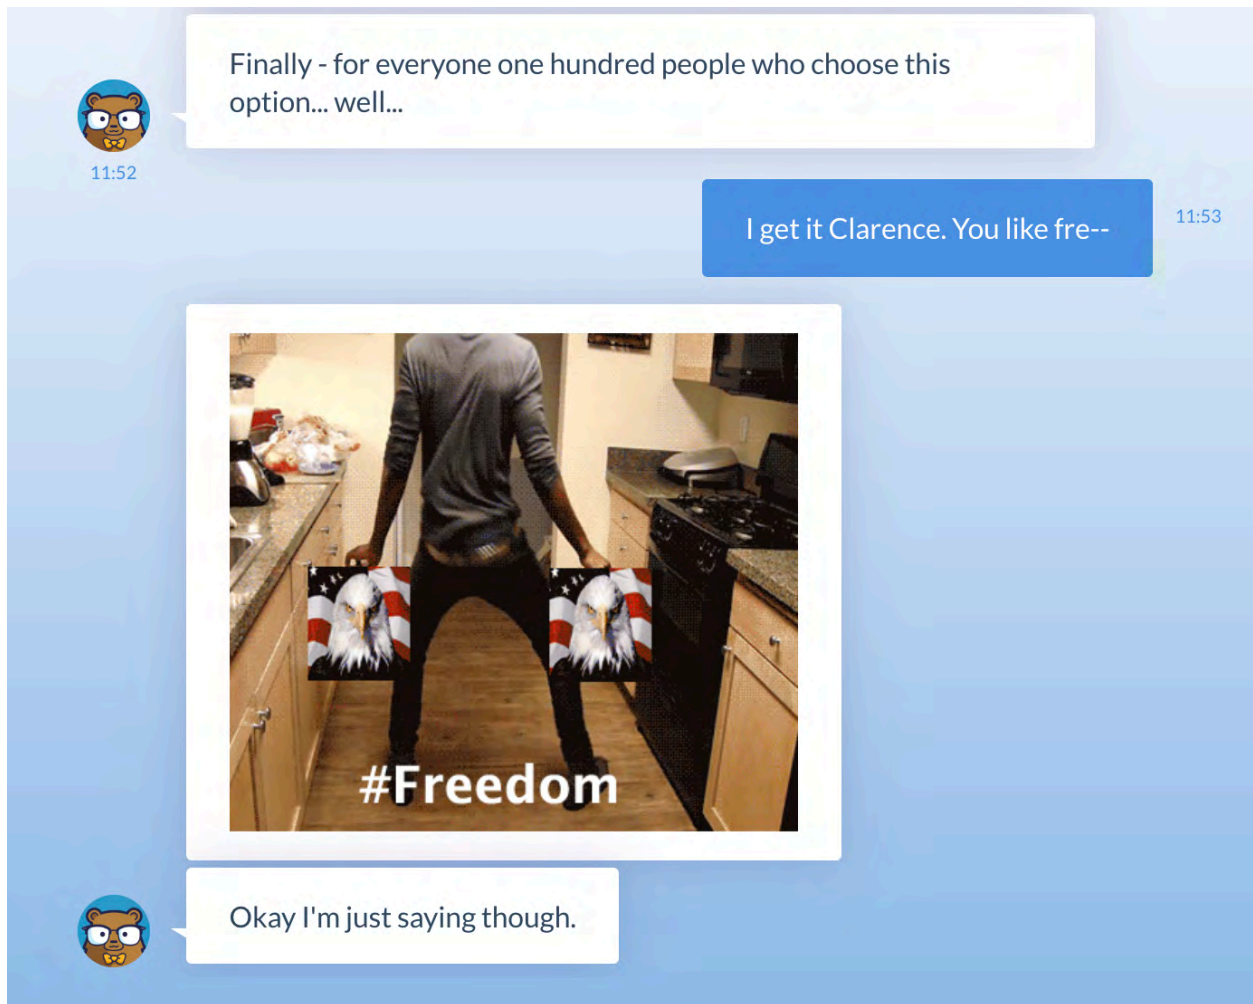 Finally - for everyone one hundred people who choose this
option... well...
11:52
I get it Clarence. You like fre--
11:53
#Freedom
Okay I'm just saying though.